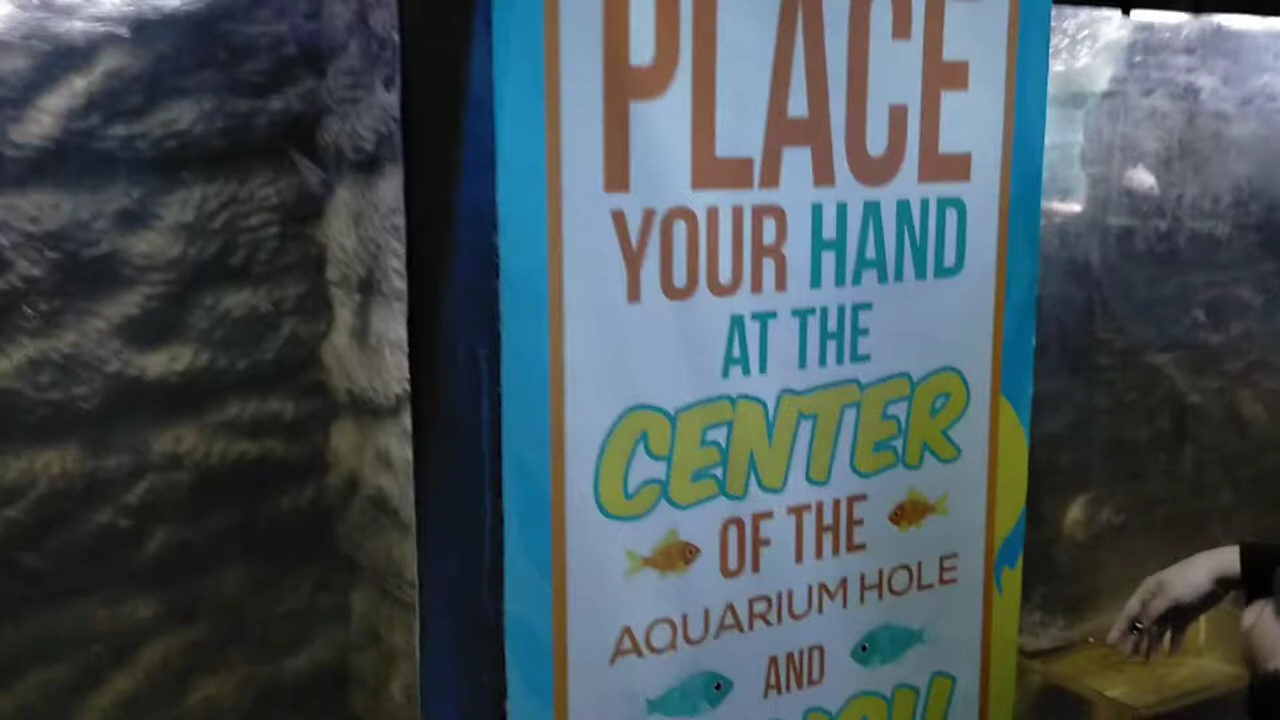 PLACE
YOUR HAND
AT THE
CENTER
OF THE
AQUARIUM HOLE
AND